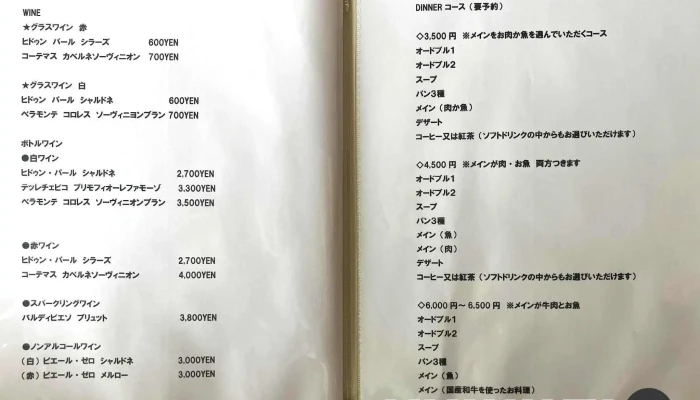 WINE
★グラスワイン 赤
ヒドゥン パール シラーズ 600YEN
コーテマス カベルネソーヴィニオン 700YEN
★グラスワイン 白
ヒドゥン パール シャルドネ 600YEN
ベラモンテ コロレス ソーヴィニヨンブラン 700YEN
ボトルワイン
●白ワイン
ヒドゥン・パール シャルドネ 2,700YEN
テッレチェビコ プリモフィオーレファモーゾ 3,300YEN
ベラモンテ コロレス ソーヴィニオンブラン 3,500YEN
●赤ワイン
ヒドゥン・パール シラーズ 2,700YEN
コーテマス カベルネソーヴィニオン 4,000YEN
●スパークリングワイン
バルディビエソ ブリュット 3,800YEN
●ノンアルコールワイン
（白）ピエール・ゼロ シャルドネ 3,000YEN
（赤）ピエール・ゼロ メルロー 3,000YEN
DINNER コース（要予約）
◇3,500 円 ※メインをお肉か魚を選んでいただくコース
オードブル1
オードブル2
スープ
パン3種
メイン（肉か魚）
デザート
コーヒー又は紅茶（ソフトドリンクの中からもお選びいただけます）
◇4,500 円 ※メインが肉・お魚 両方つきます
オードブル1
オードブル2
スープ
パン3種
メイン（魚）
メイン（肉）
デザート
コーヒー又は紅茶（ソフトドリンクの中からもお選びいただけます）
◇6,000 円～ 6,500 円 ※メインが牛肉とお魚
オードブル1
オードブル2
スープ
パン3種
メイン（魚）
メイン（国産和牛を使ったお料理）